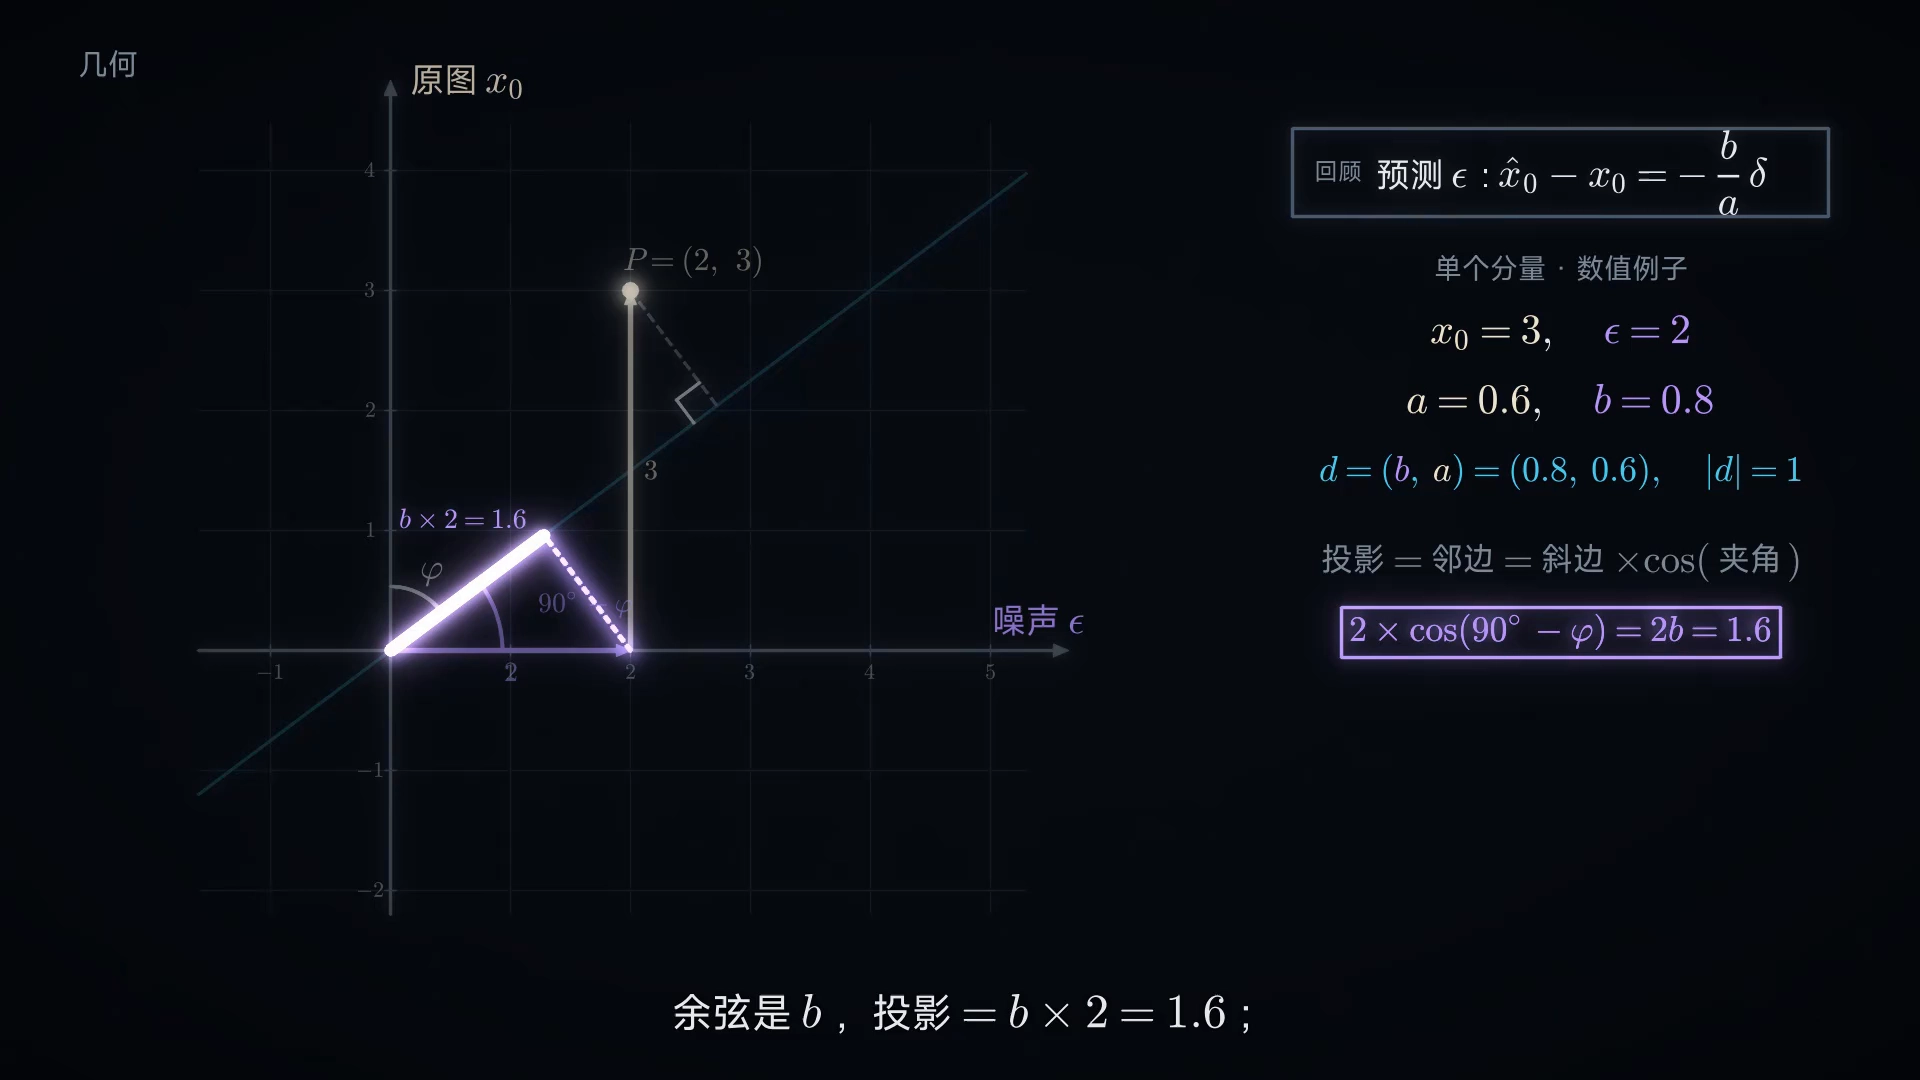 几何
原图 x₀
噪声 ϵ
4
3
2
1
−1
−2
−1
2
3
4
5
P = (2, 3)
3
b × 2 = 1.6
φ
90°
φ
2
回顾 预测 ϵ : x̂₀ − x₀ = − b/a δ
单个分量 · 数值例子
x₀ = 3, ϵ = 2
a = 0.6, b = 0.8
d = (b, a) = (0.8, 0.6), |d| = 1
投影 = 邻边 = 斜边 ×cos( 夹角 )
2 × cos(90° − φ) = 2b = 1.6
余弦是 b , 投影 = b × 2 = 1.6 ;